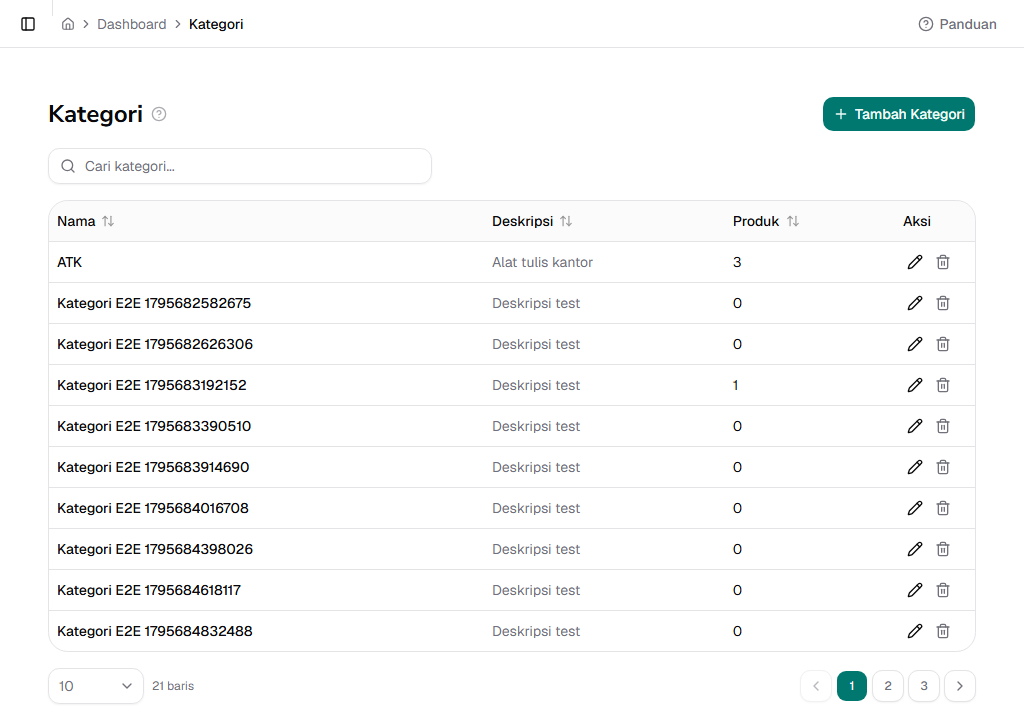 Dashboard Kategori Panduan
Kategori
+ Tambah Kategori
Cari kategori...
Nama Deskripsi Produk Aksi
ATK Alat tulis kantor 3
Kategori E2E 1795682582675 Deskripsi test 0
Kategori E2E 1795682626306 Deskripsi test 0
Kategori E2E 1795683192152 Deskripsi test 1
Kategori E2E 1795683390510 Deskripsi test 0
Kategori E2E 1795683914690 Deskripsi test 0
Kategori E2E 1795684016708 Deskripsi test 0
Kategori E2E 1795684398026 Deskripsi test 0
Kategori E2E 1795684618117 Deskripsi test 0
Kategori E2E 1795684832488 Deskripsi test 0
10 21 baris 1 2 3